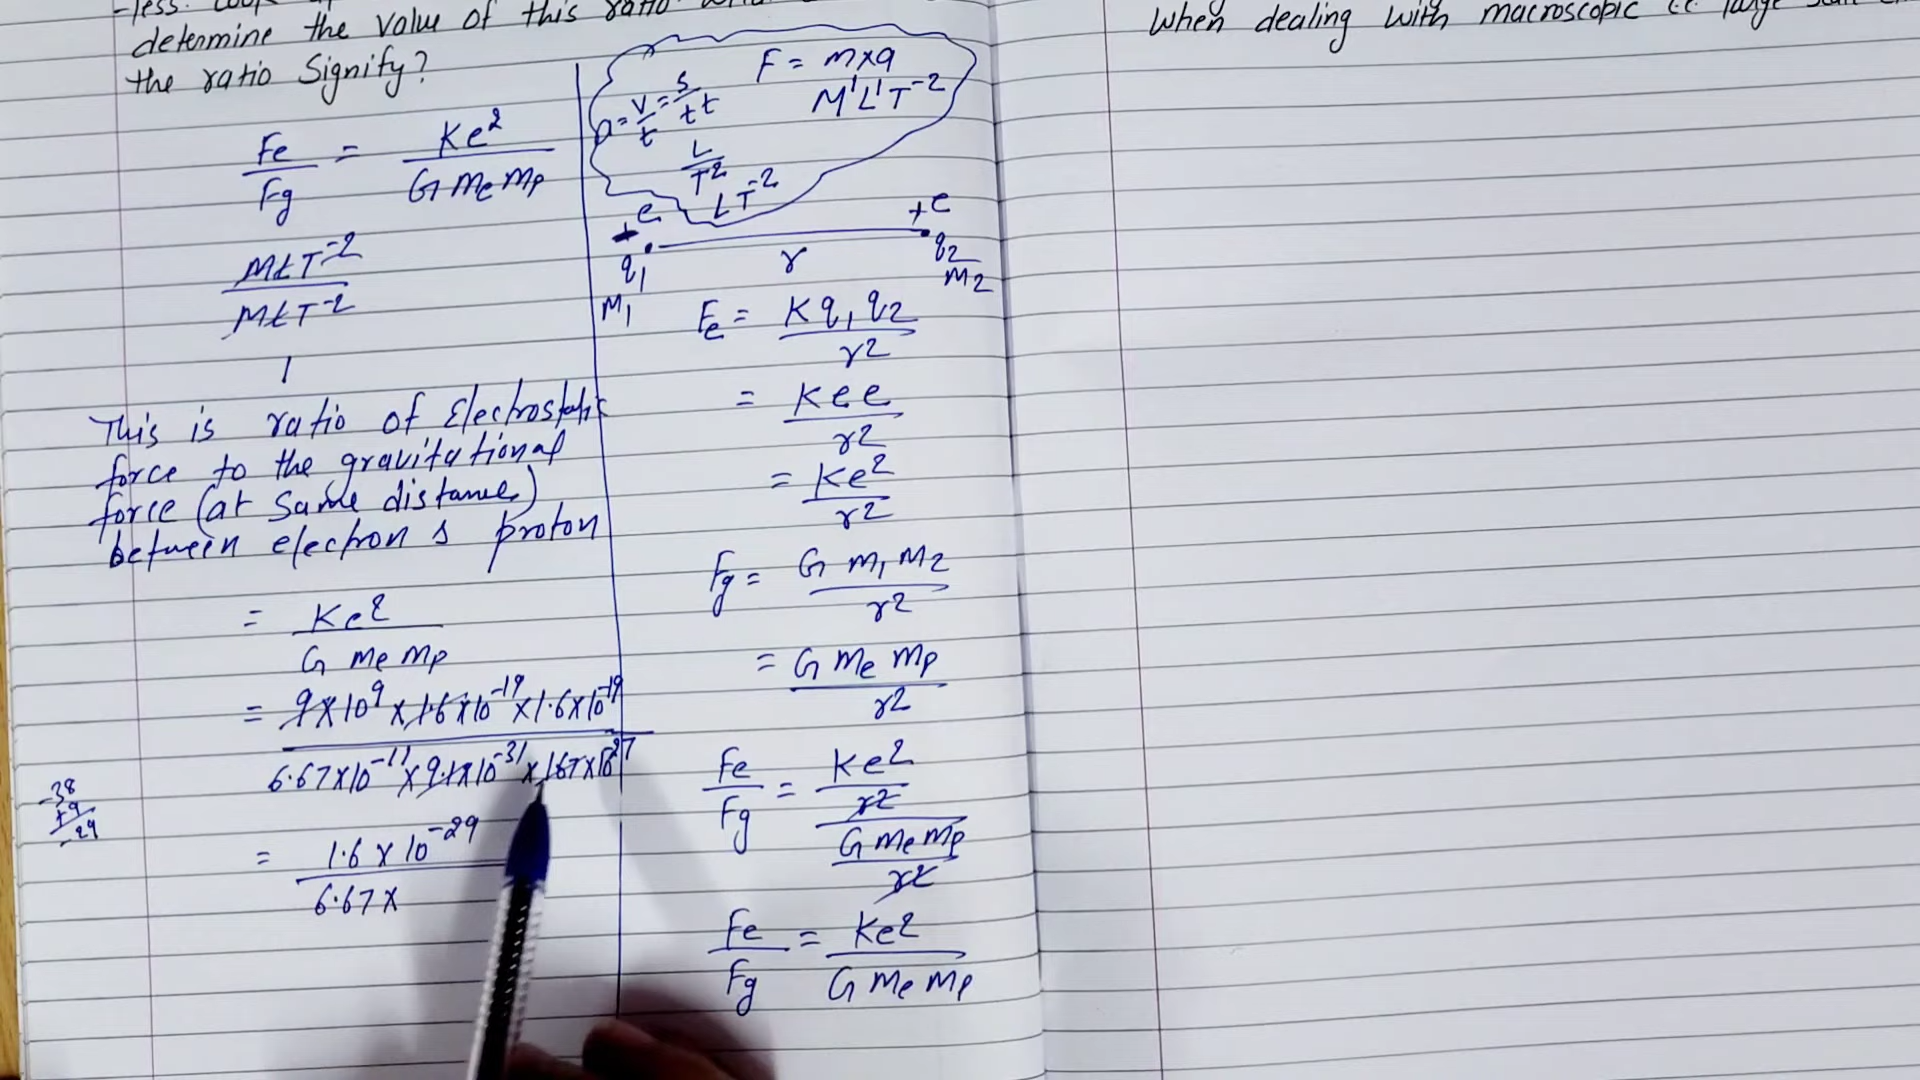 determine the value of this ratio
the ratio Signify?
Fe/Fg = Ke²/G Me Mp
MLT⁻²/MLT⁻²
1
This is ratio of Electrostatic
force to the gravitational
force (at Same distance)
between electron & proton
= Ke²/G Me Mp
= 9×10⁹×1.6×10⁻¹⁹×1.6×10⁻¹⁹/6.67×10⁻¹¹×9.1×10⁻³¹×1.67×10⁻²⁷
-38
+9
-29
= 1.6×10⁻²⁹/6.67×
F = m×a
M¹L¹T⁻²
a = v/t = s/t t
L/T²
LT⁻²
+e
+e
q₁
r
q₂
M₁
M₂
Fe = K q₁ q₂/r²
= K e e/r²
= Ke²/r²
Fg = G m₁ M₂/r²
= G Me Mp/r²
Fe/Fg = Ke²/r²/G Me Mp/r²
Fe/Fg = Ke²/G Me Mp
When dealing with macroscopic